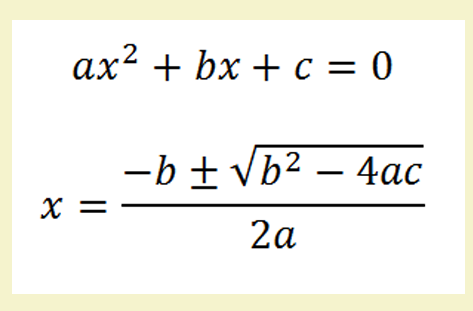 ax² + bx + c = 0
x = (-b ± √(b² − 4ac)) / (2a)